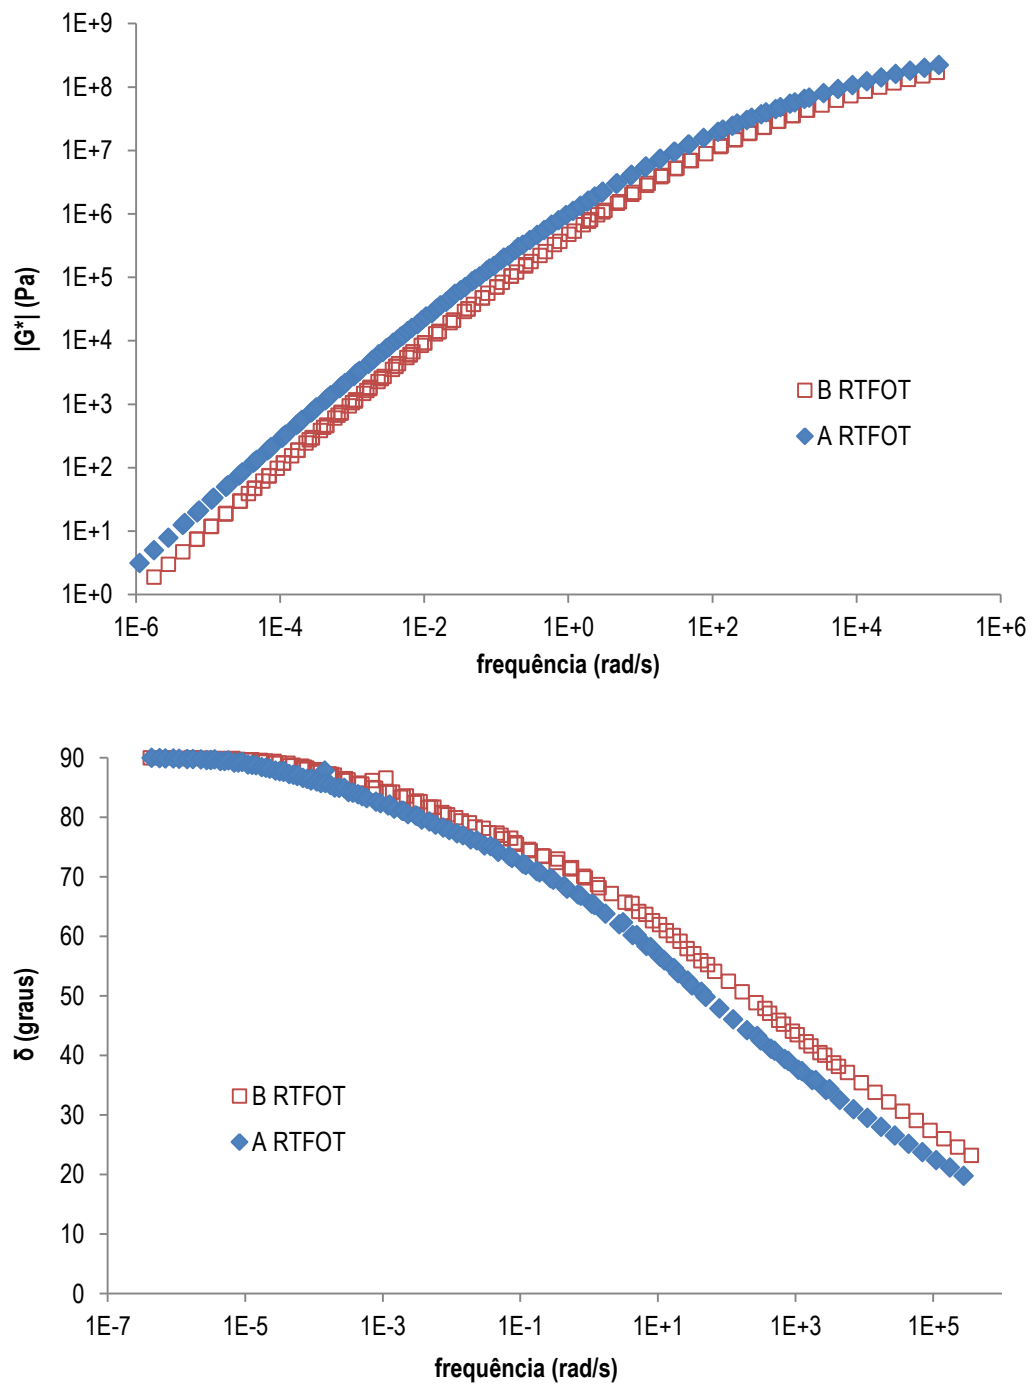 1E+9
1E+8
1E+7
1E+6
1E+5
1E+4
1E+3
1E+2
1E+1
1E+0
|G*| (Pa)
B RTFOT
A RTFOT
1E-6 1E-4 1E-2 1E+0 1E+2 1E+4 1E+6
frequência (rad/s)
90
80
70
60
50
40
30
20
10
0
δ (graus)
B RTFOT
A RTFOT
1E-7 1E-5 1E-3 1E-1 1E+1 1E+3 1E+5
frequência (rad/s)